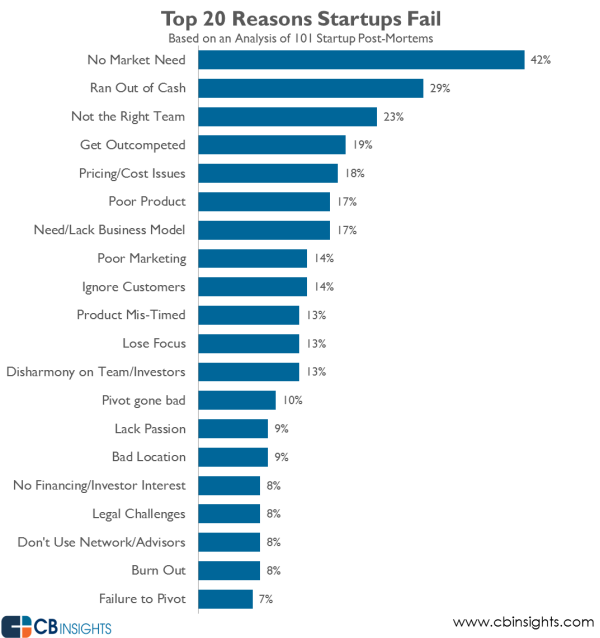 Top 20 Reasons Startups Fail
Based on an Analysis of 101 Startup Post-Mortems
No Market Need 42%
Ran Out of Cash 29%
Not the Right Team 23%
Get Outcompeted 19%
Pricing/Cost Issues 18%
Poor Product 17%
Need/Lack Business Model 17%
Poor Marketing 14%
Ignore Customers 14%
Product Mis-Timed 13%
Lose Focus 13%
Disharmony on Team/Investors 13%
Pivot gone bad 10%
Lack Passion 9%
Bad Location 9%
No Financing/Investor Interest 8%
Legal Challenges 8%
Don't Use Network/Advisors 8%
Burn Out 8%
Failure to Pivot 7%
CBINSIGHTS www.cbinsights.com